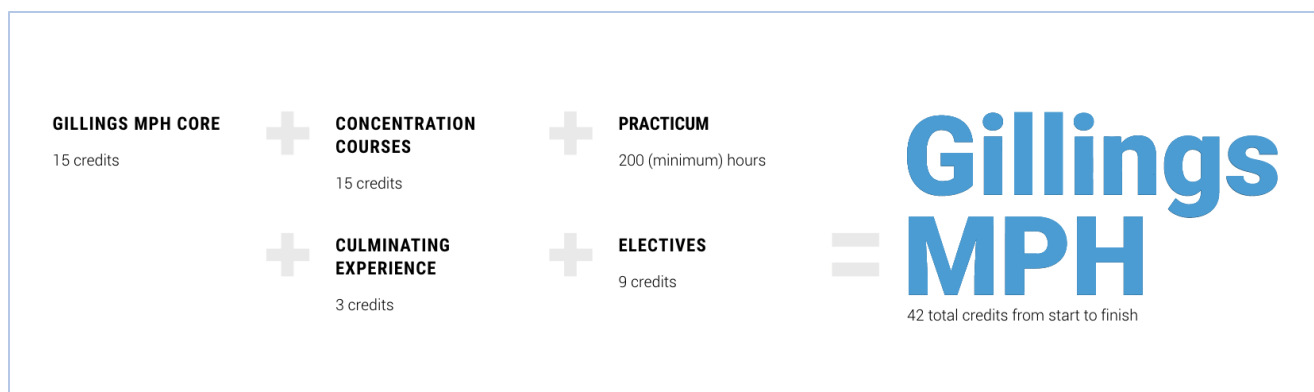 GILLINGS MPH CORE
15 credits
CONCENTRATION
COURSES
15 credits
PRACTICUM
200 (minimum) hours
CULMINATING
EXPERIENCE
3 credits
ELECTIVES
9 credits
Gillings
MPH
42 total credits from start to finish